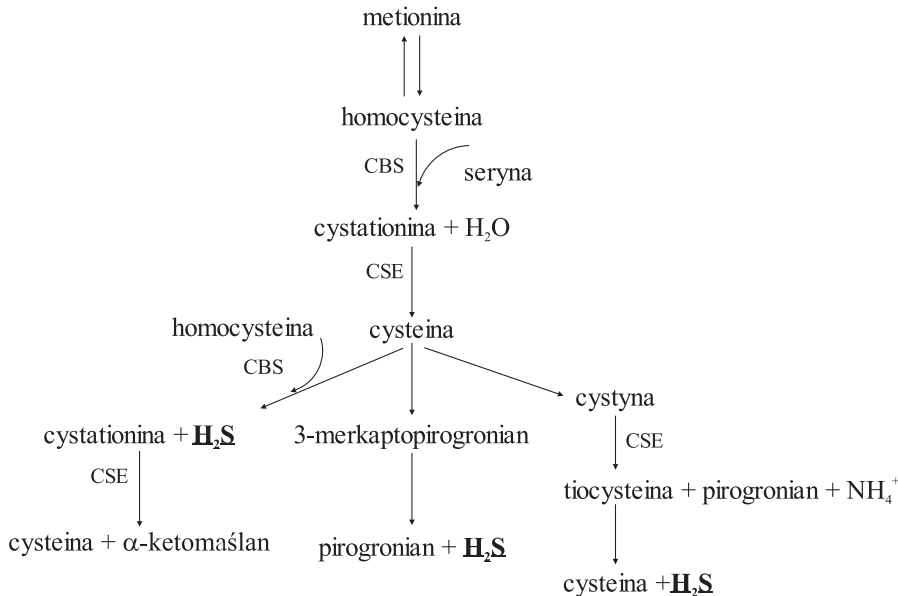 metionina
homocysteina
CBS
seryna
cystationina + H₂O
CSE
homocysteina
cysteina
CBS
cystyna
cystationina + H₂S
3-merkaptopirogronian
CSE
CSE
tiocysteina + pirogronian + NH₄⁺
cysteina + α-ketomaślan
pirogronian + H₂S
cysteina +H₂S